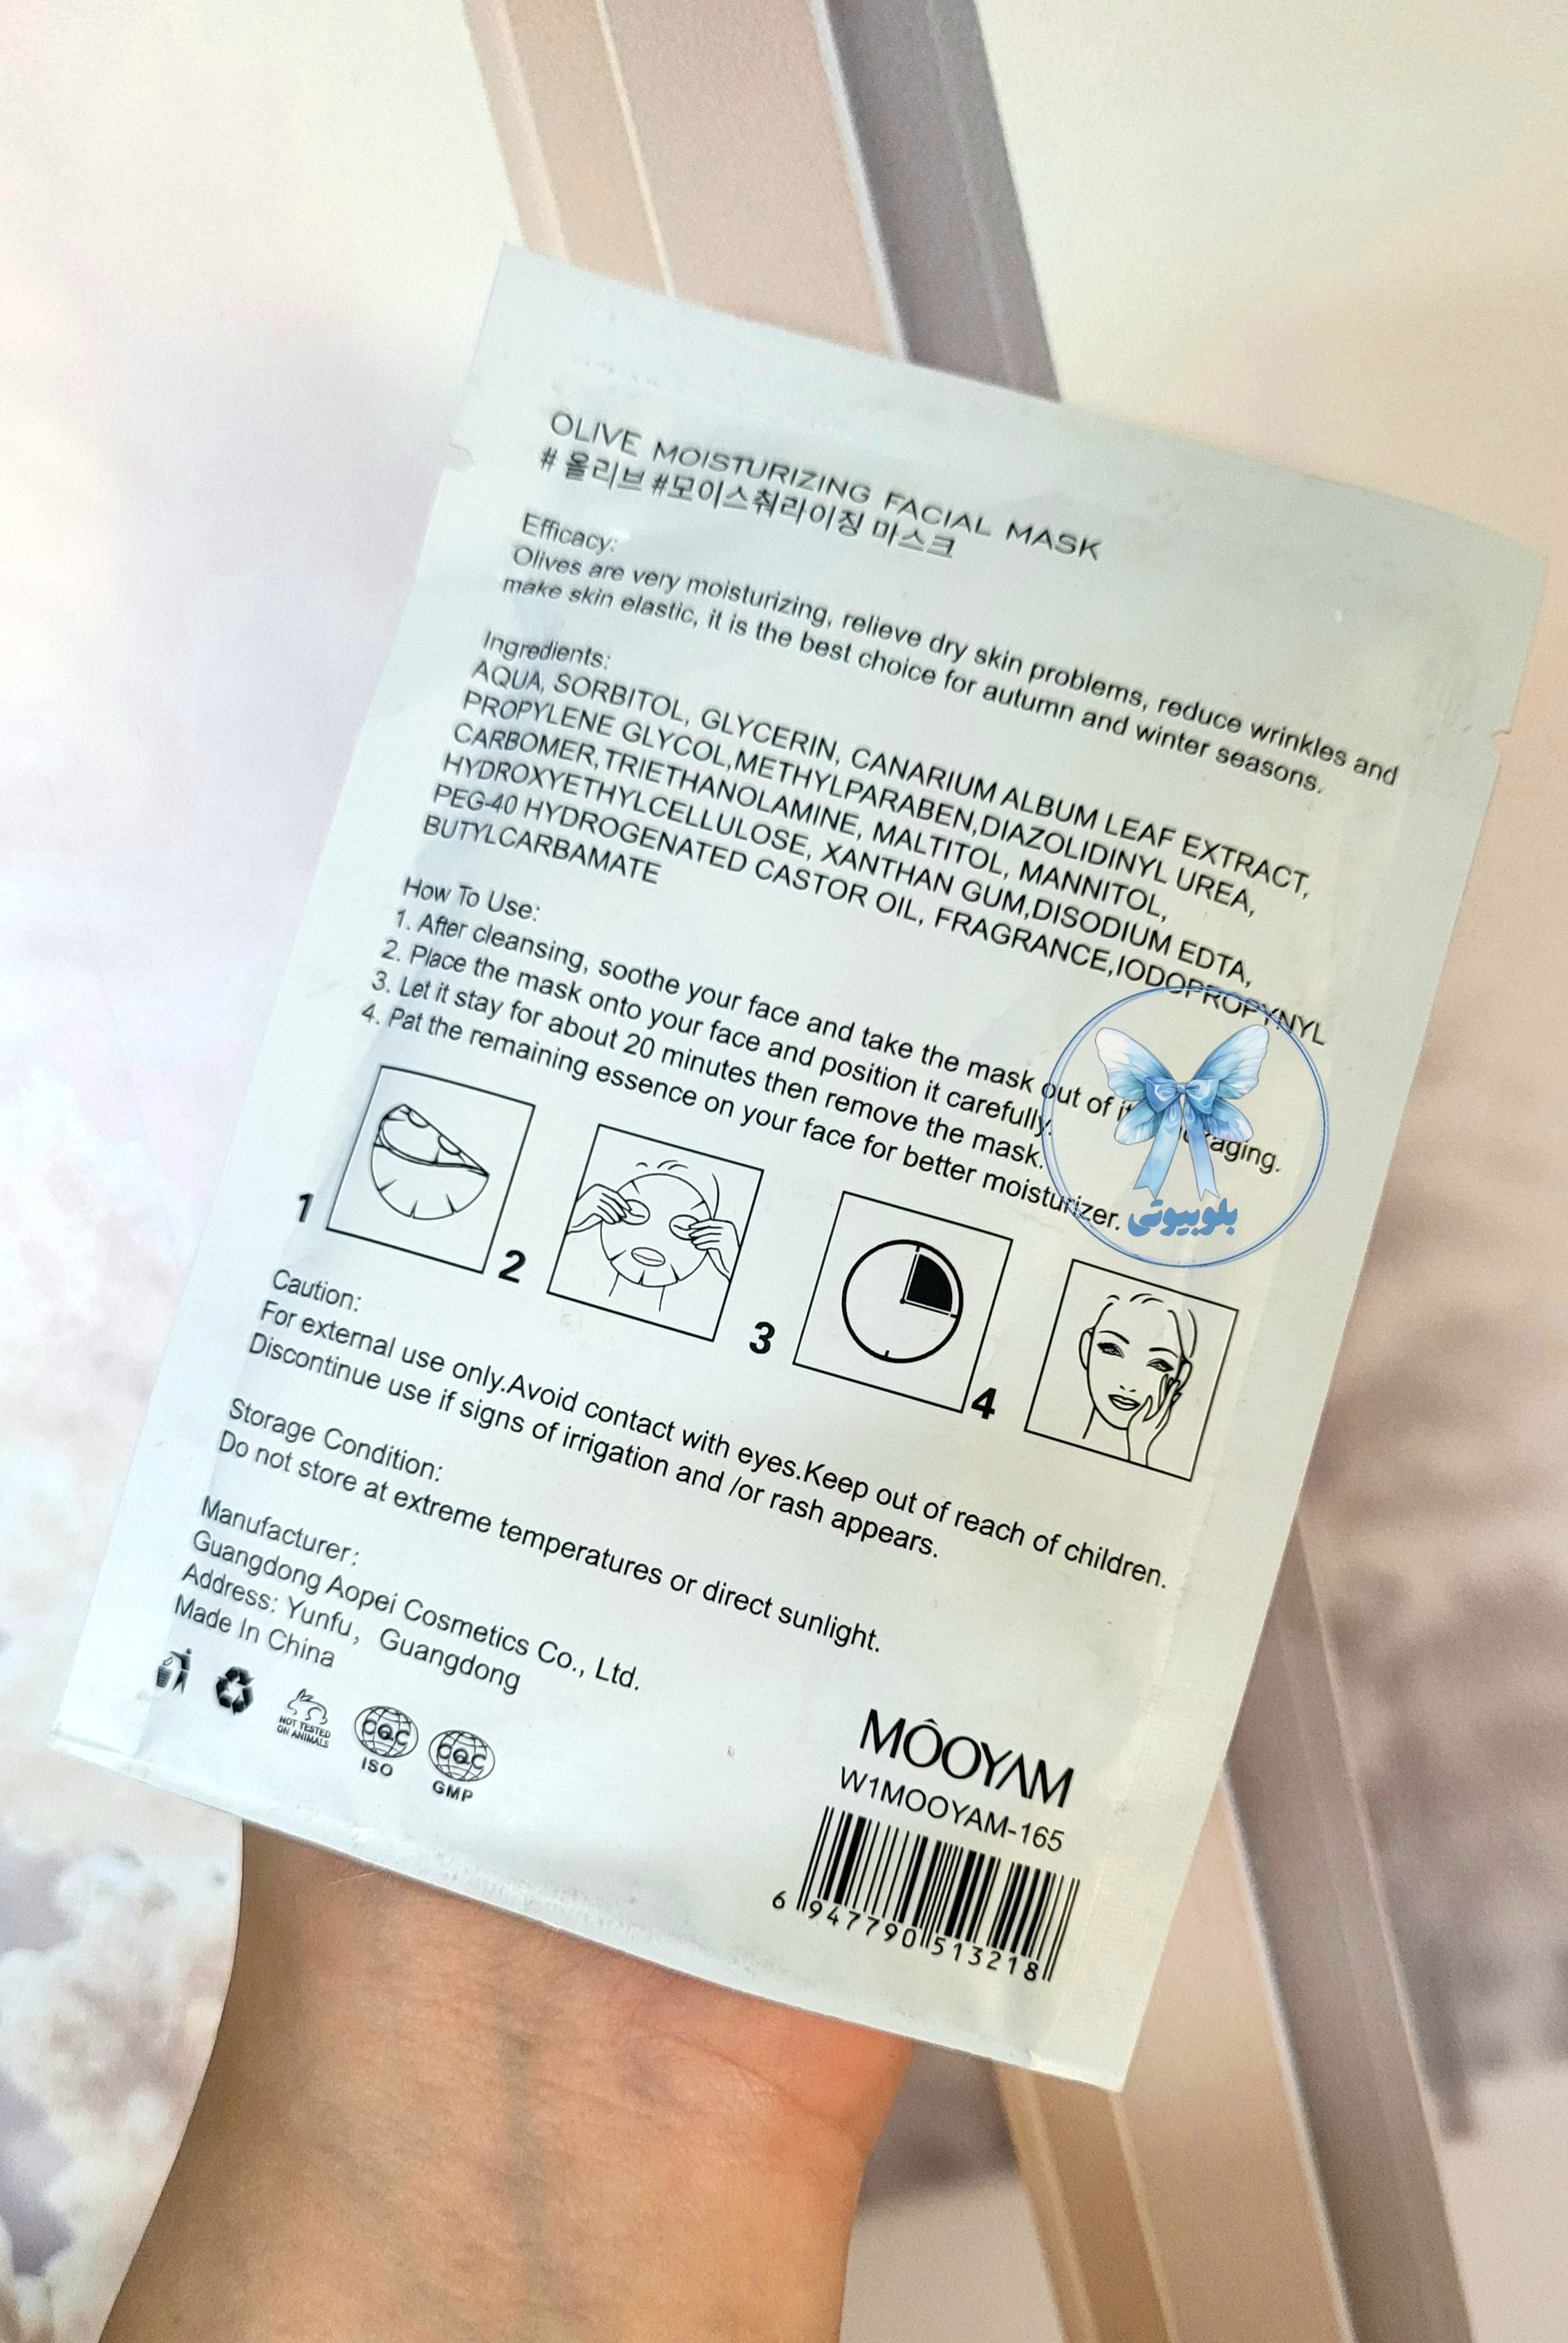 OLIVE MOISTURIZING FACIAL MASK
# 올리브 #모이스춰라이징 마스크
Efficacy:
Olives are very moisturizing, relieve dry skin problems, reduce wrinkles and
make skin elastic, it is the best choice for autumn and winter seasons.
Ingredients:
AQUA, SORBITOL, GLYCERIN, CANARIUM ALBUM LEAF EXTRACT,
PROPYLENE GLYCOL,METHYLPARABEN,DIAZOLIDINYL UREA,
CARBOMER,TRIETHANOLAMINE, MALTITOL, MANNITOL,
HYDROXYETHYLCELLULOSE, XANTHAN GUM,DISODIUM EDTA,
PEG-40 HYDROGENATED CASTOR OIL, FRAGRANCE,IODOPROPYNYL
BUTYLCARBAMATE
How To Use:
1. After cleansing, soothe your face and take the mask out of
2. Place the mask onto your face and position it carefully.
3. Let it stay for about 20 minutes then remove the mask.
4. Pat the remaining essence on your face for better moisturizer.
بلوبیوتی
1
2
3
4
Caution:
For external use only.Avoid contact with eyes.Keep out of reach of children.
Discontinue use if signs of irrigation and /or rash appears.
Storage Condition:
Do not store at extreme temperatures or direct sunlight.
Manufacturer:
Guangdong Aopei Cosmetics Co., Ltd.
Address: Yunfu, Guangdong
Made In China
NOT TESTED
ON ANIMALS
CQC
ISO
CQC
GMP
MÔOYAM
W1MOOYAM-165
6 947790 513218